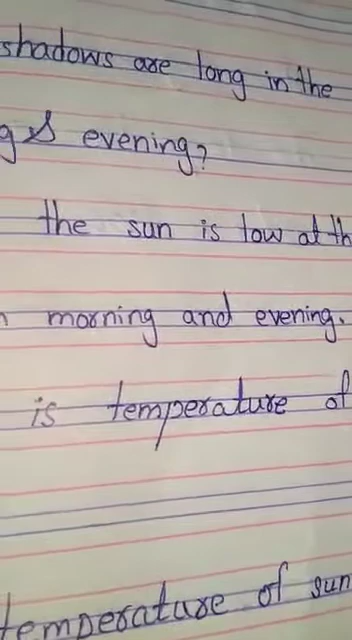 shadows are long in the
g & evening?
the sun is low at th
n morning and evening.
is temperature of
temperature of sun